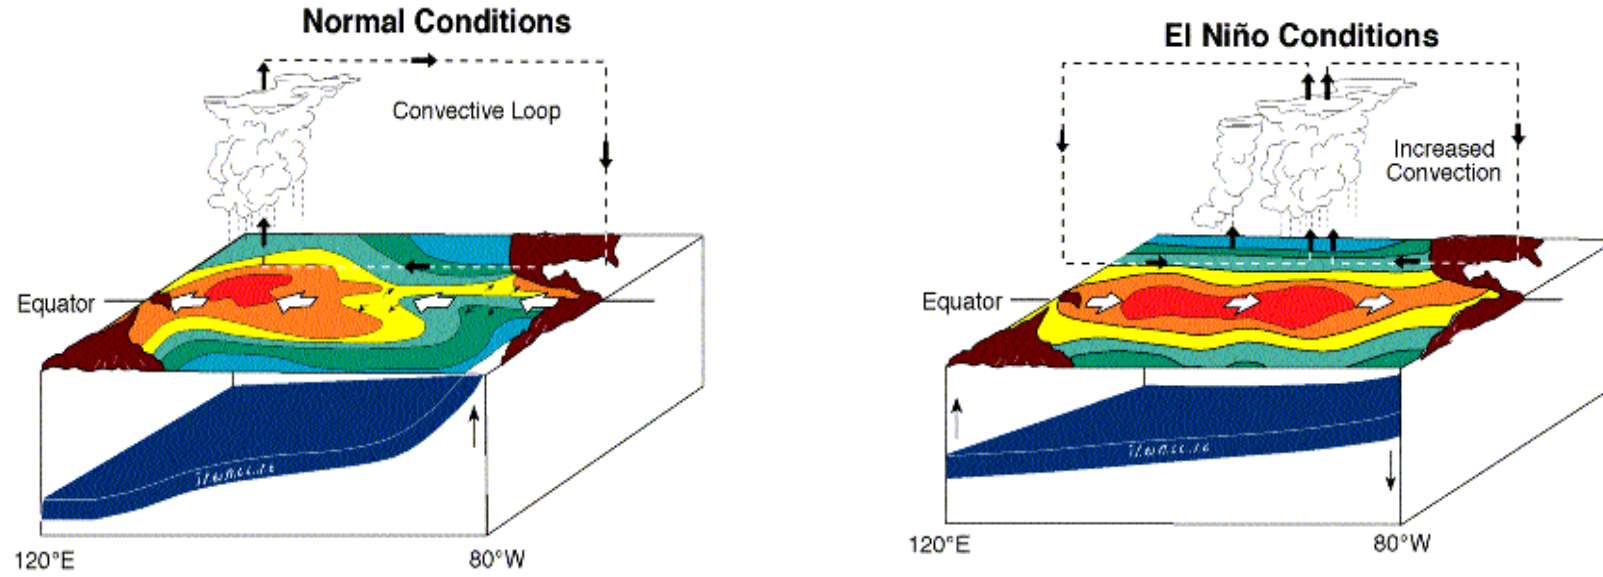 Normal Conditions
Convective Loop
Equator
120°E
80°W
El Niño Conditions
Increased
Convection
Equator
120°E
80°W